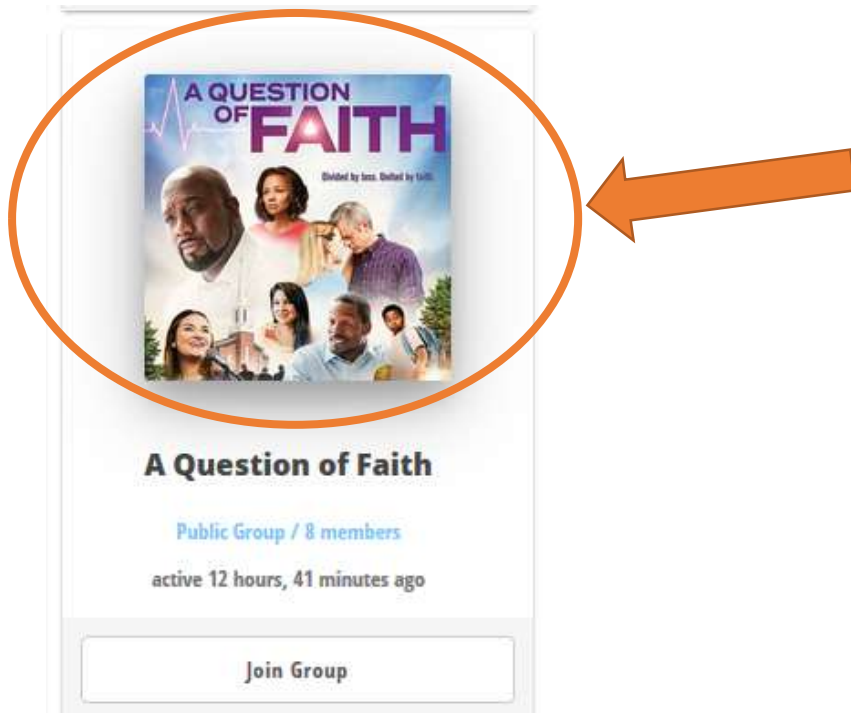 A QUESTION
OF FAITH
Divided by loss. United by faith.
A Question of Faith
Public Group / 8 members
active 12 hours, 41 minutes ago
Join Group